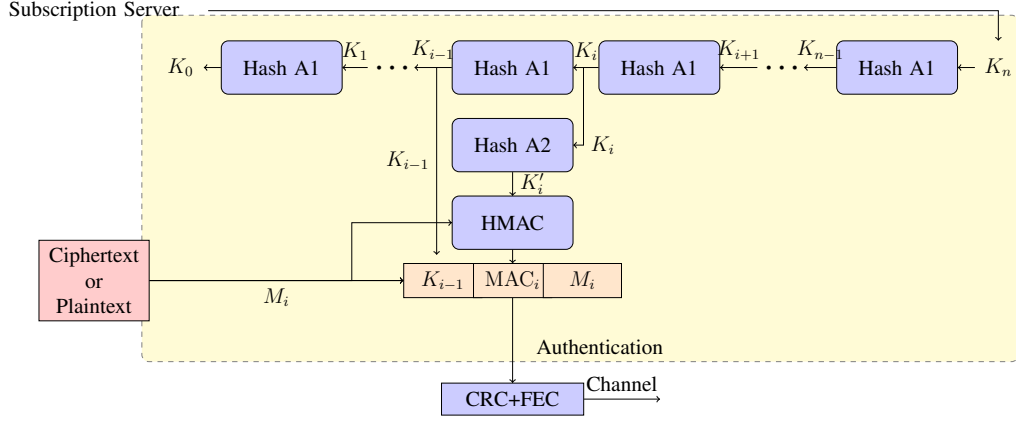 Subscription Server
K_0
Hash A1
K_1
···
K_{i-1}
Hash A1
K_i
Hash A1
K_{i+1}
···
K_{n-1}
Hash A1
K_n
Hash A2
K_i
K_{i-1}
K'_i
HMAC
Ciphertext
or
Plaintext
M_i
K_{i-1}
MAC_i
M_i
Authentication
CRC+FEC
Channel